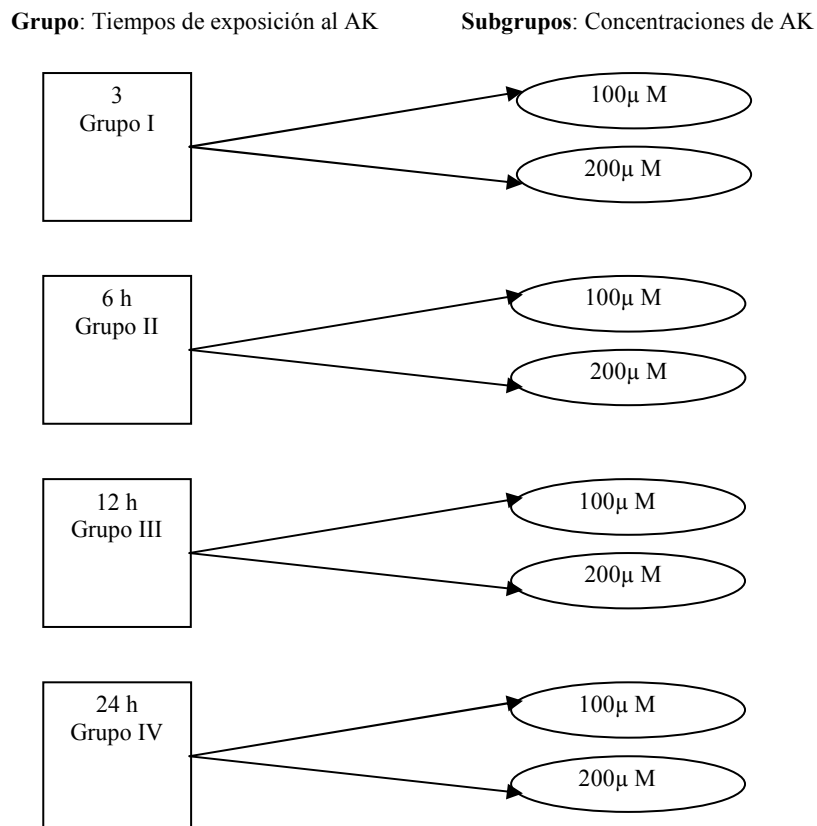 Grupo: Tiempos de exposición al AK Subgrupos: Concentraciones de AK
3
Grupo I
100µ M
200µ M
6 h
Grupo II
100µ M
200µ M
12 h
Grupo III
100µ M
200µ M
24 h
Grupo IV
100µ M
200µ M